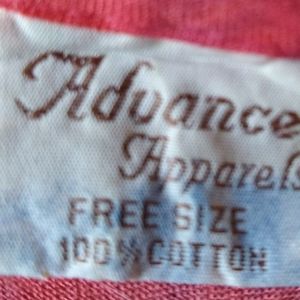 Advance
Apparels
FREE SIZE
100% COTTON